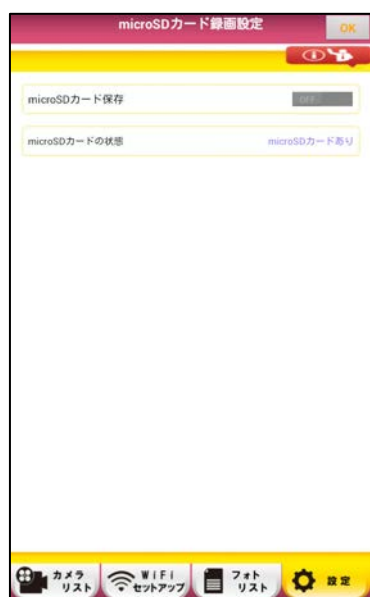 microSDカード録画設定
OK
microSDカード保存
OFF
microSDカードの状態
microSDカードあり
カメラ
リスト
WiFi
セットアップ
フォト
リスト
設定